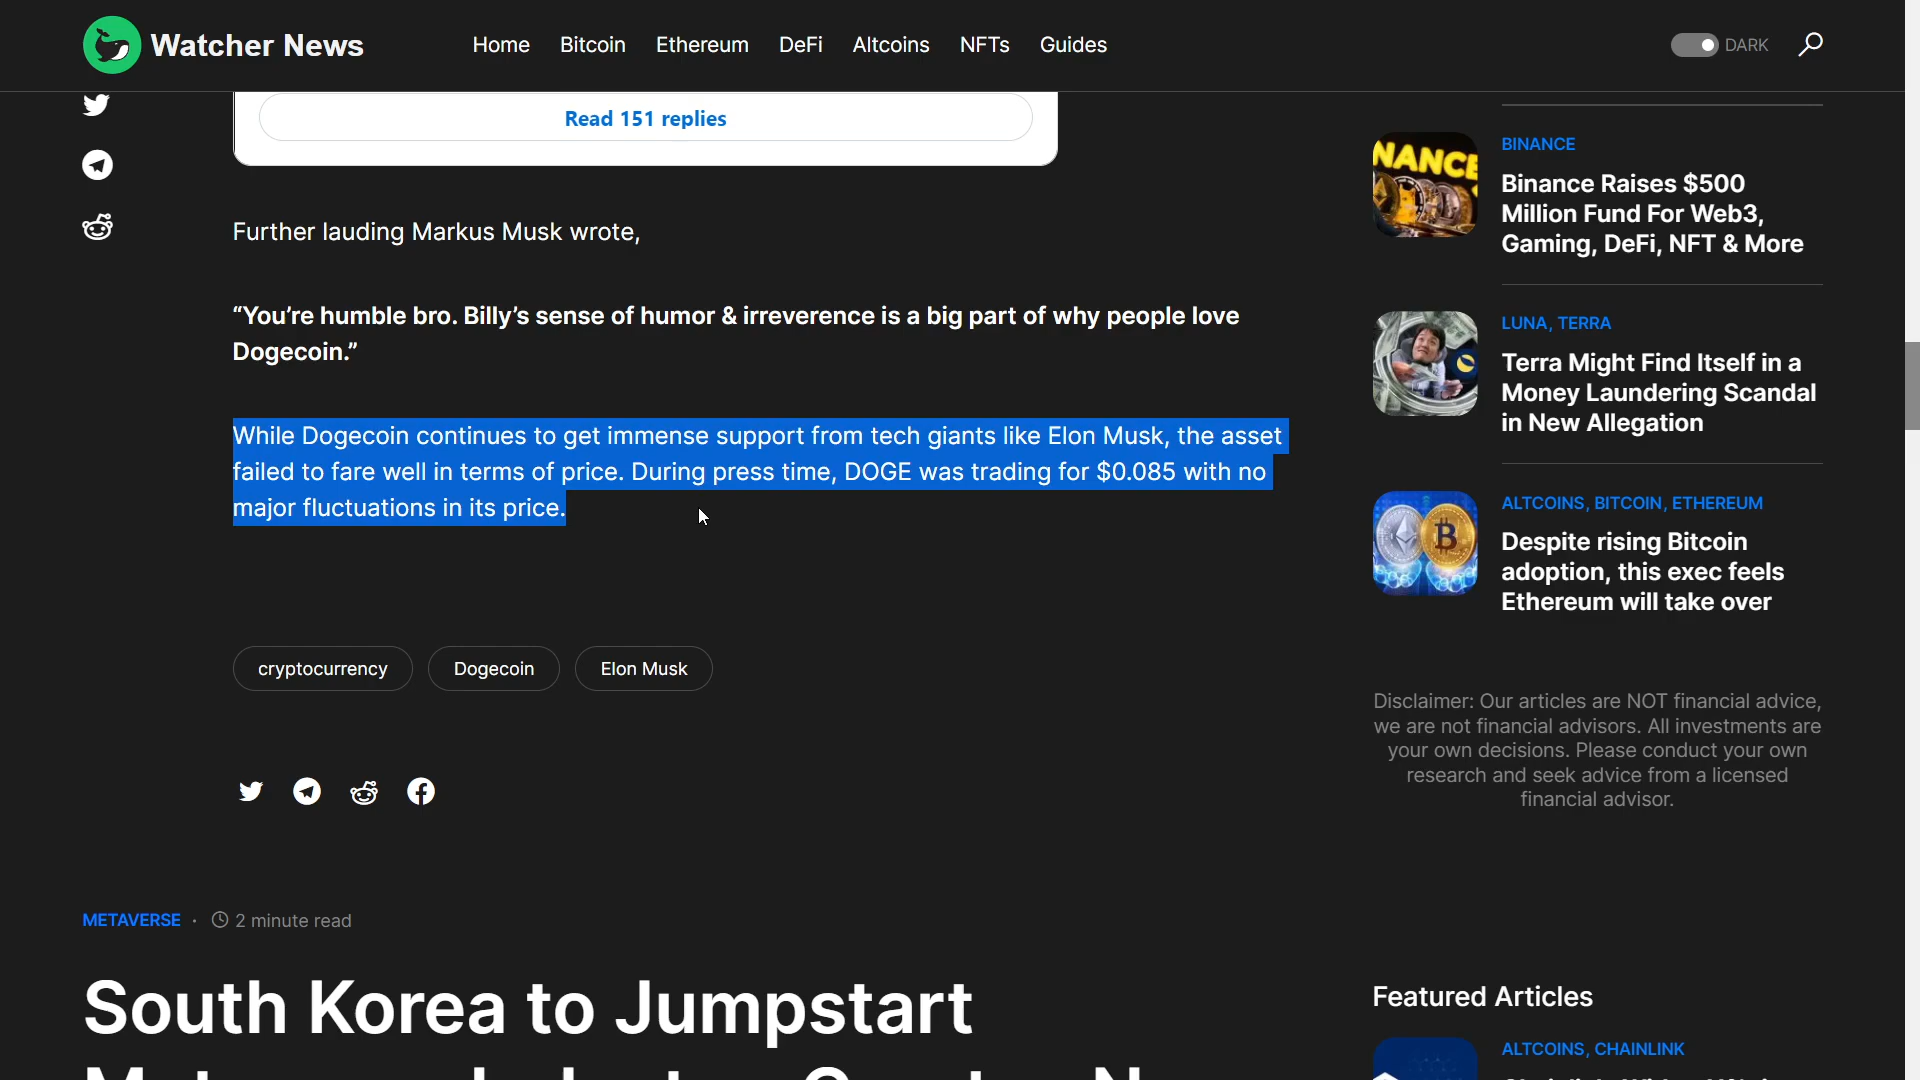 Watcher News
Home
Bitcoin
Ethereum
DeFi
Altcoins
NFTs
Guides
DARK
Read 151 replies
Further lauding Markus Musk wrote,
“You’re humble bro. Billy’s sense of humor & irreverence is a big part of why people love
Dogecoin.”
While Dogecoin continues to get immense support from tech giants like Elon Musk, the asset
failed to fare well in terms of price. During press time, DOGE was trading for $0.085 with no
major fluctuations in its price.
cryptocurrency
Dogecoin
Elon Musk
BINANCE
Binance Raises $500
Million Fund For Web3,
Gaming, DeFi, NFT & More
LUNA, TERRA
Terra Might Find Itself in a
Money Laundering Scandal
in New Allegation
ALTCOINS, BITCOIN, ETHEREUM
Despite rising Bitcoin
adoption, this exec feels
Ethereum will take over
Disclaimer: Our articles are NOT financial advice,
we are not financial advisors. All investments are
your own decisions. Please conduct your own
research and seek advice from a licensed
financial advisor.
METAVERSE · 2 minute read
South Korea to Jumpstart
Featured Articles
ALTCOINS, CHAINLINK